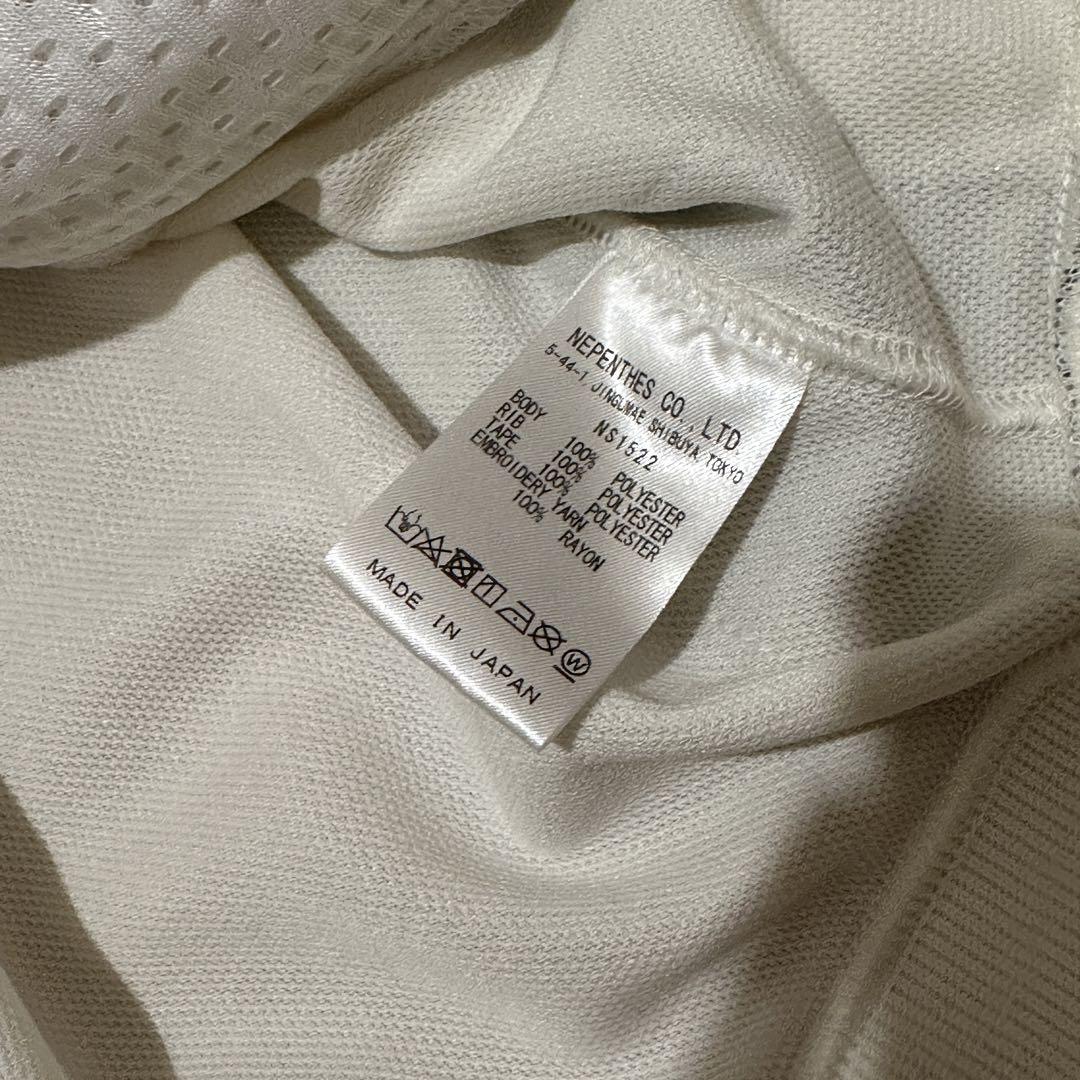 NEPENTHES CO., LTD.
5-44-1 JINGUMAE SHIBUYA TOKYO
NS1522
BODY 100% POLYESTER
RIB 100% POLYESTER
TAPE 100% POLYESTER
EMBROIDERY YARN
100% RAYON
W
MADE IN JAPAN